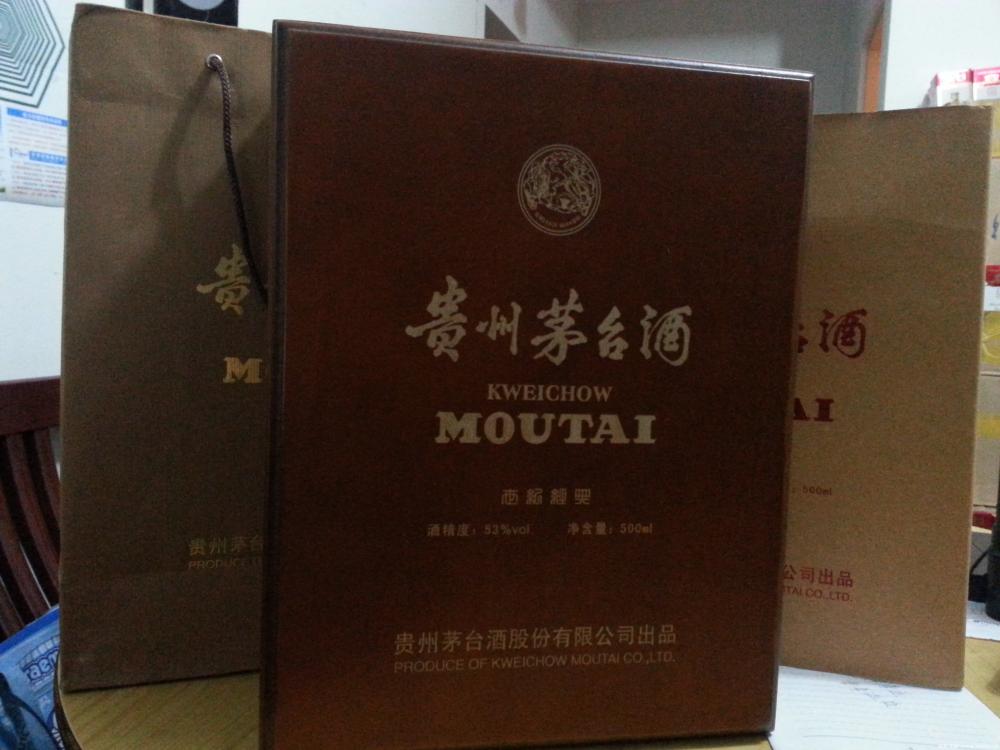 贵州茅台酒
KWEICHOW
MOUTAI
酒精度：53%vol 净含量：500ml
贵州茅台酒股份有限公司出品
PRODUCE OF KWEICHOW MOUTAI CO.,LTD.
贵
M
贵州茅台
PRODUCE
酒
AI
：500ml
公司出品
TAI CO.,LTD.